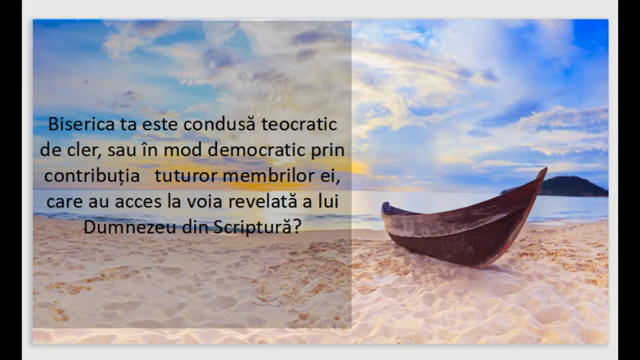 Biserica ta este condusă teocratic
de cler, sau în mod democratic prin
contribuția tuturor membrilor ei,
care au acces la voia revelată a lui
Dumnezeu din Scriptură?